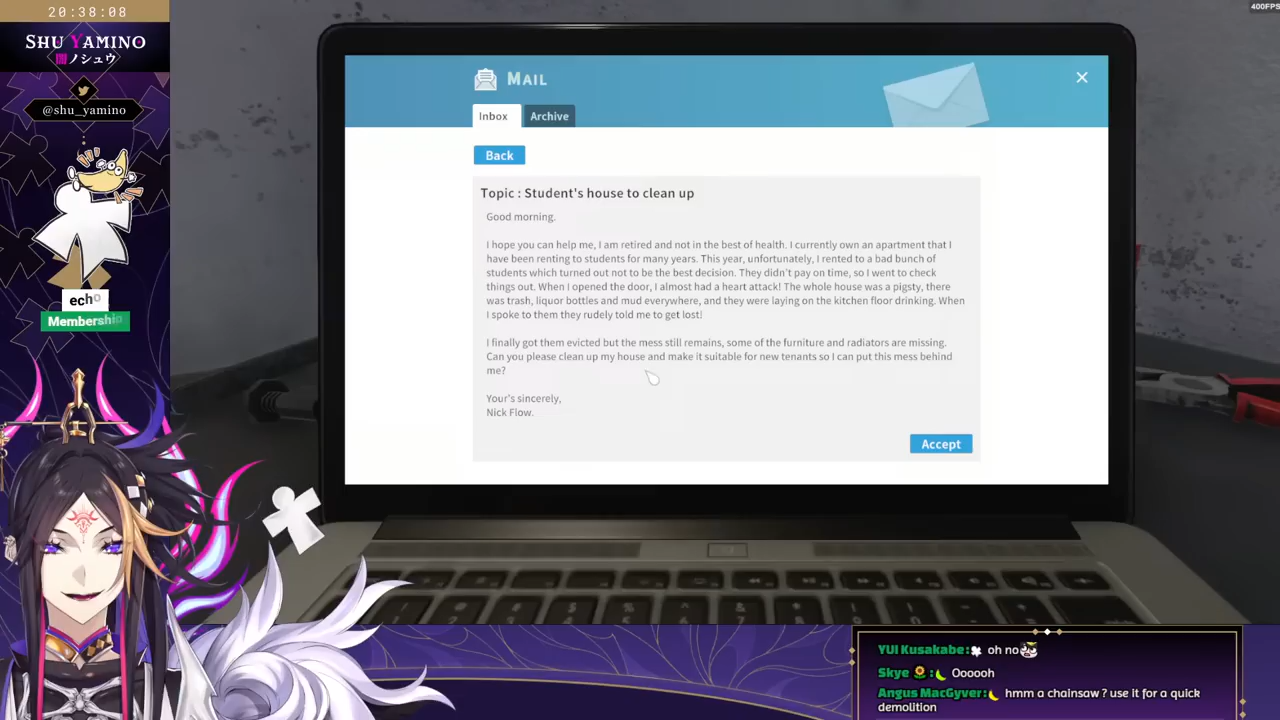 20:38:08
SHU YAMINO
闇ノシュウ
@shu_yamino
echo
Membership
400FPS
MAIL
Inbox
Archive
Back
Topic : Student's house to clean up
Good morning.
I hope you can help me, I am retired and not in the best of health. I currently own an apartment that I
have been renting to students for many years. This year, unfortunately, I rented to a bad bunch of
students which turned out not to be the best decision. They didn't pay on time, so I went to check
things out. When I opened the door, I almost had a heart attack! The whole house was a pigsty, there
was trash, liquor bottles and mud everywhere, and they were laying on the kitchen floor drinking. When
I spoke to them they rudely told me to get lost!
I finally got them evicted but the mess still remains, some of the furniture and radiators are missing.
Can you please clean up my house and make it suitable for new tenants so I can put this mess behind
me?
Your's sincerely,
Nick Flow.
Accept
YUI Kusakabe: oh no
Skye : Oooooh
Angus MacGyver: hmm a chainsaw ? use it for a quick
demolition